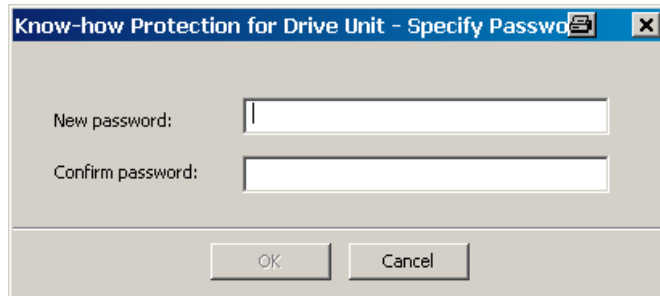 Know-how Protection for Drive Unit - Specify Passwo
New password:
Confirm password:
OK Cancel